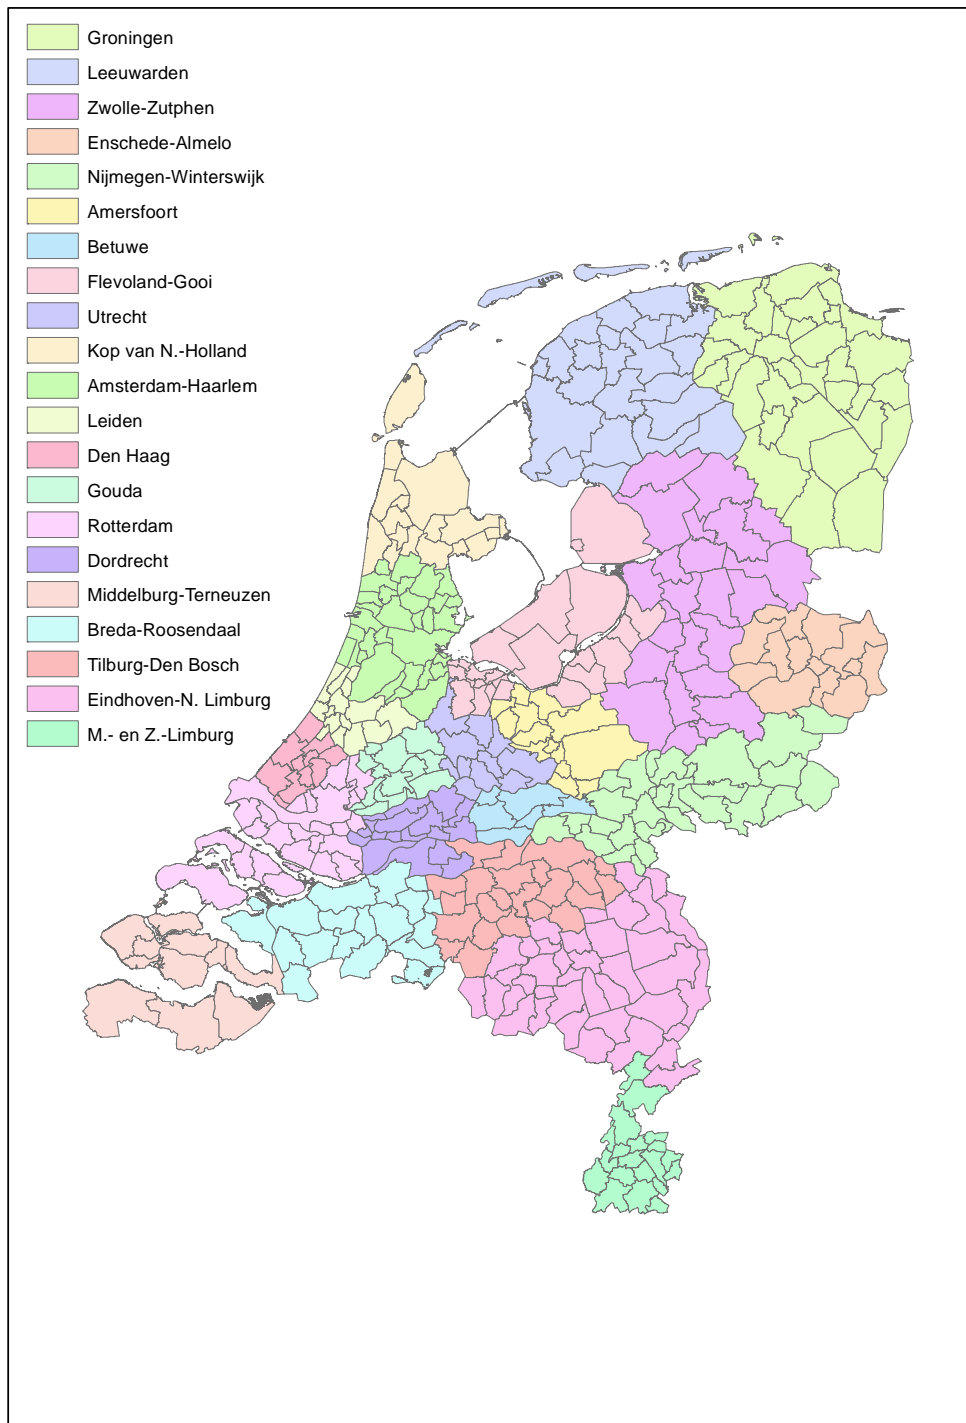 Groningen
Leeuwarden
Zwolle-Zutphen
Enschede-Almelo
Nijmegen-Winterswijk
Amersfoort
Betuwe
Flevoland-Gooi
Utrecht
Kop van N.-Holland
Amsterdam-Haarlem
Leiden
Den Haag
Gouda
Rotterdam
Dordrecht
Middelburg-Terneuzen
Breda-Roosendaal
Tilburg-Den Bosch
Eindhoven-N. Limburg
M.- en Z.-Limburg